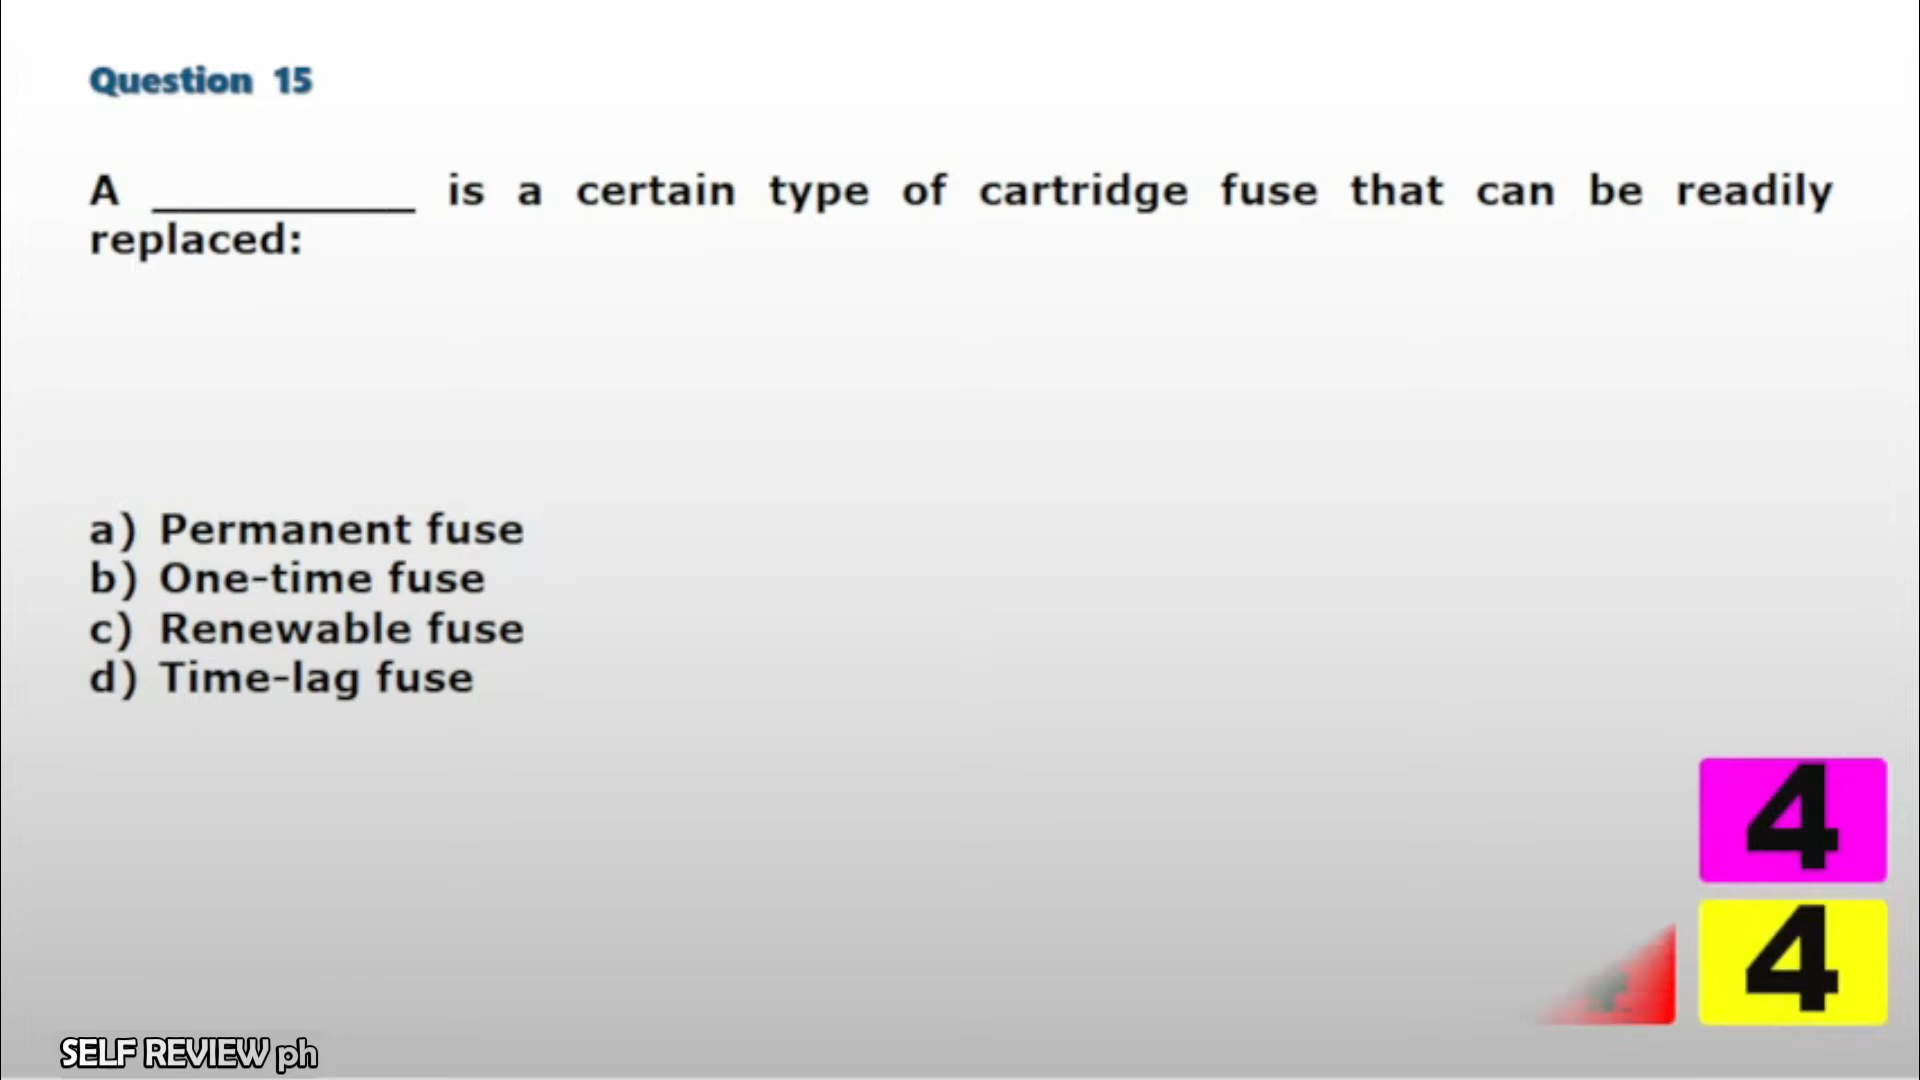 Question 15
A ____________ is a certain type of cartridge fuse that can be readily
replaced:
a) Permanent fuse
b) One-time fuse
c) Renewable fuse
d) Time-lag fuse
4
4
SELF REVIEW ph